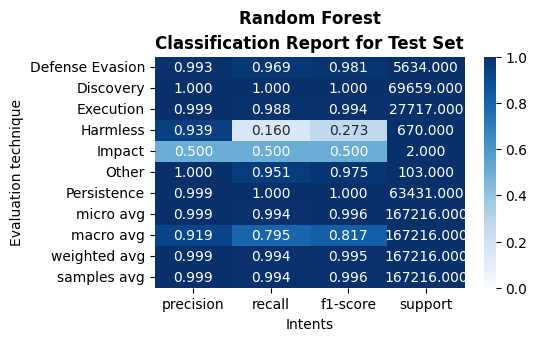 Random Forest
Classification Report for Test Set
Evaluation technique
Defense Evasion 0.993 0.969 0.981 5634.000
Discovery 1.000 1.000 1.000 69659.000
Execution 0.999 0.988 0.994 27717.000
Harmless 0.939 0.160 0.273 670.000
Impact 0.500 0.500 0.500 2.000
Other 1.000 0.951 0.975 103.000
Persistence 0.999 1.000 1.000 63431.000
micro avg 0.999 0.994 0.996 167216.000
macro avg 0.919 0.795 0.817 167216.000
weighted avg 0.999 0.994 0.995 167216.000
samples avg 0.999 0.994 0.996 167216.000
precision recall f1-score support
Intents
1.0
0.8
0.6
0.4
0.2
0.0